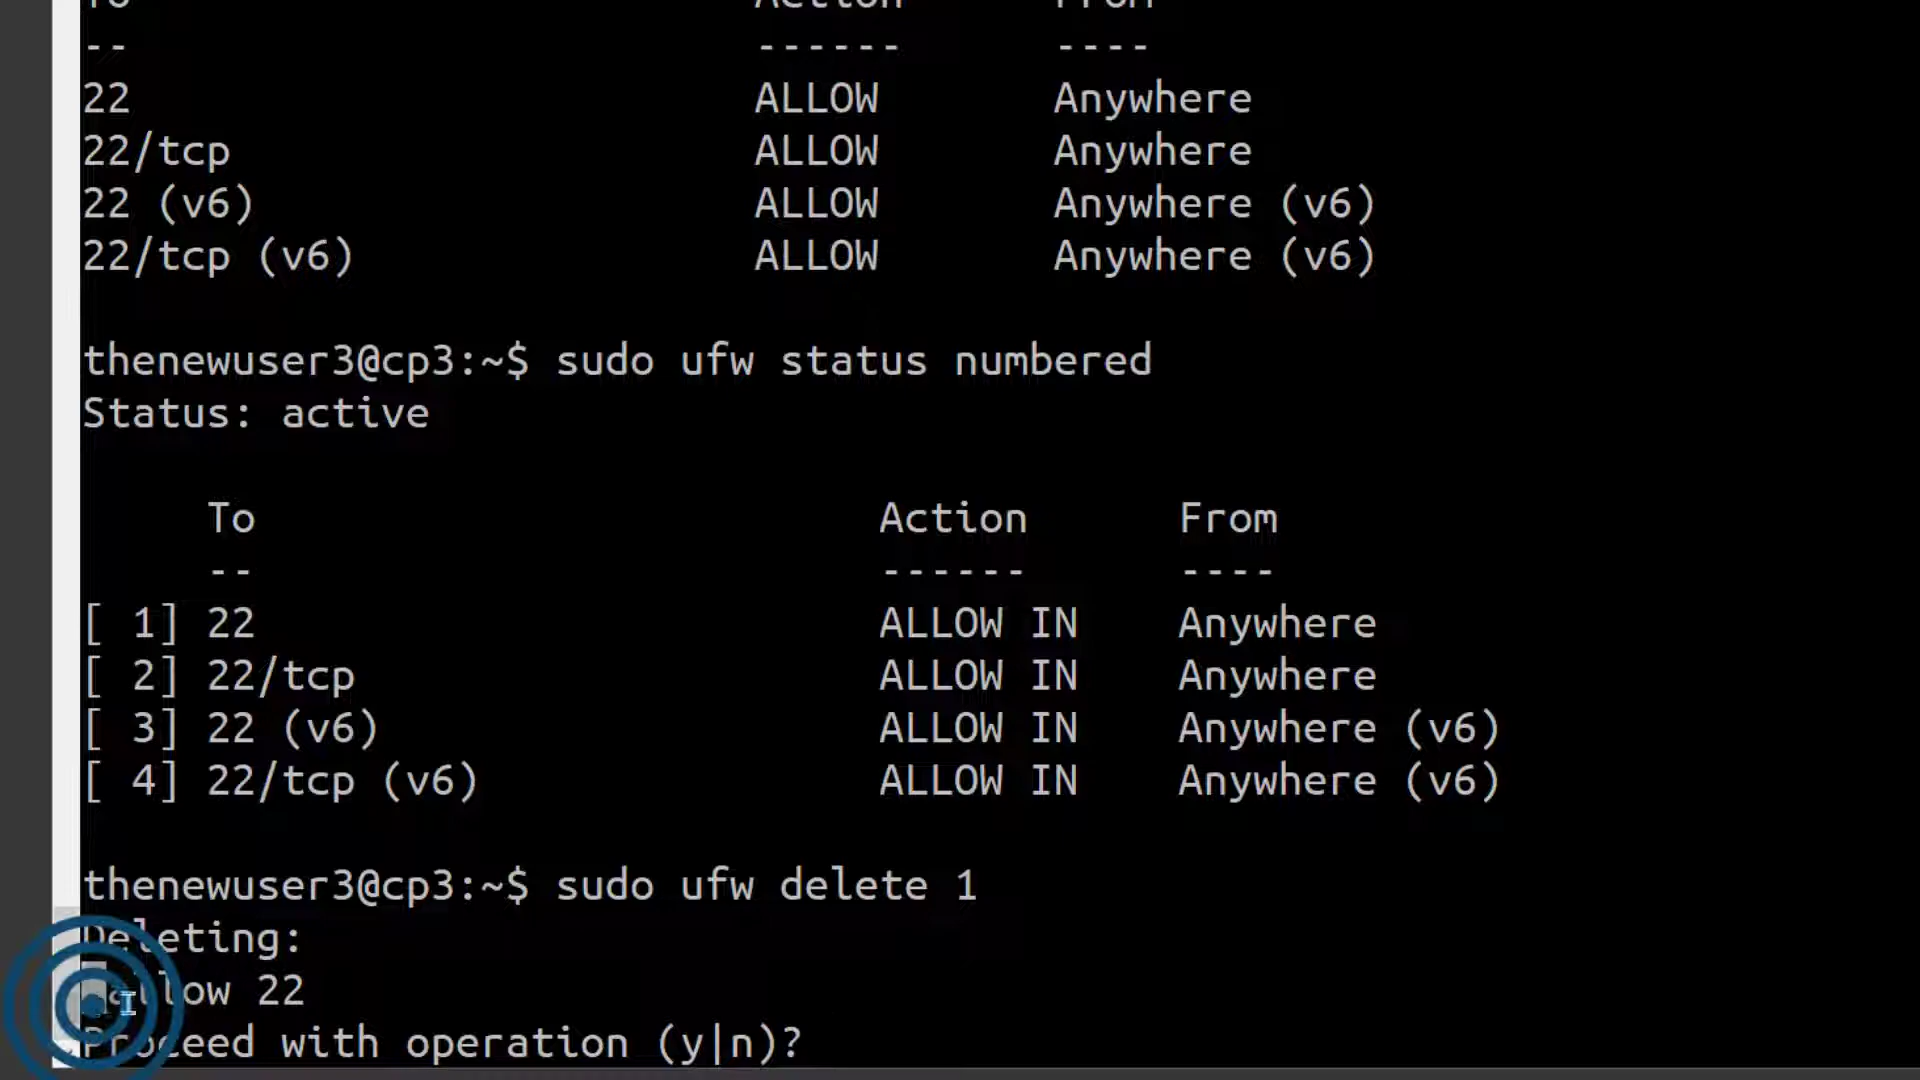 To Action From
-- ------ ----
22 ALLOW Anywhere
22/tcp ALLOW Anywhere
22 (v6) ALLOW Anywhere (v6)
22/tcp (v6) ALLOW Anywhere (v6)
thenewuser3@cp3:~$ sudo ufw status numbered
Status: active
To Action From
-- ------ ----
[ 1] 22 ALLOW IN Anywhere
[ 2] 22/tcp ALLOW IN Anywhere
[ 3] 22 (v6) ALLOW IN Anywhere (v6)
[ 4] 22/tcp (v6) ALLOW IN Anywhere (v6)
thenewuser3@cp3:~$ sudo ufw delete 1
Deleting:
allow 22
Proceed with operation (y|n)?